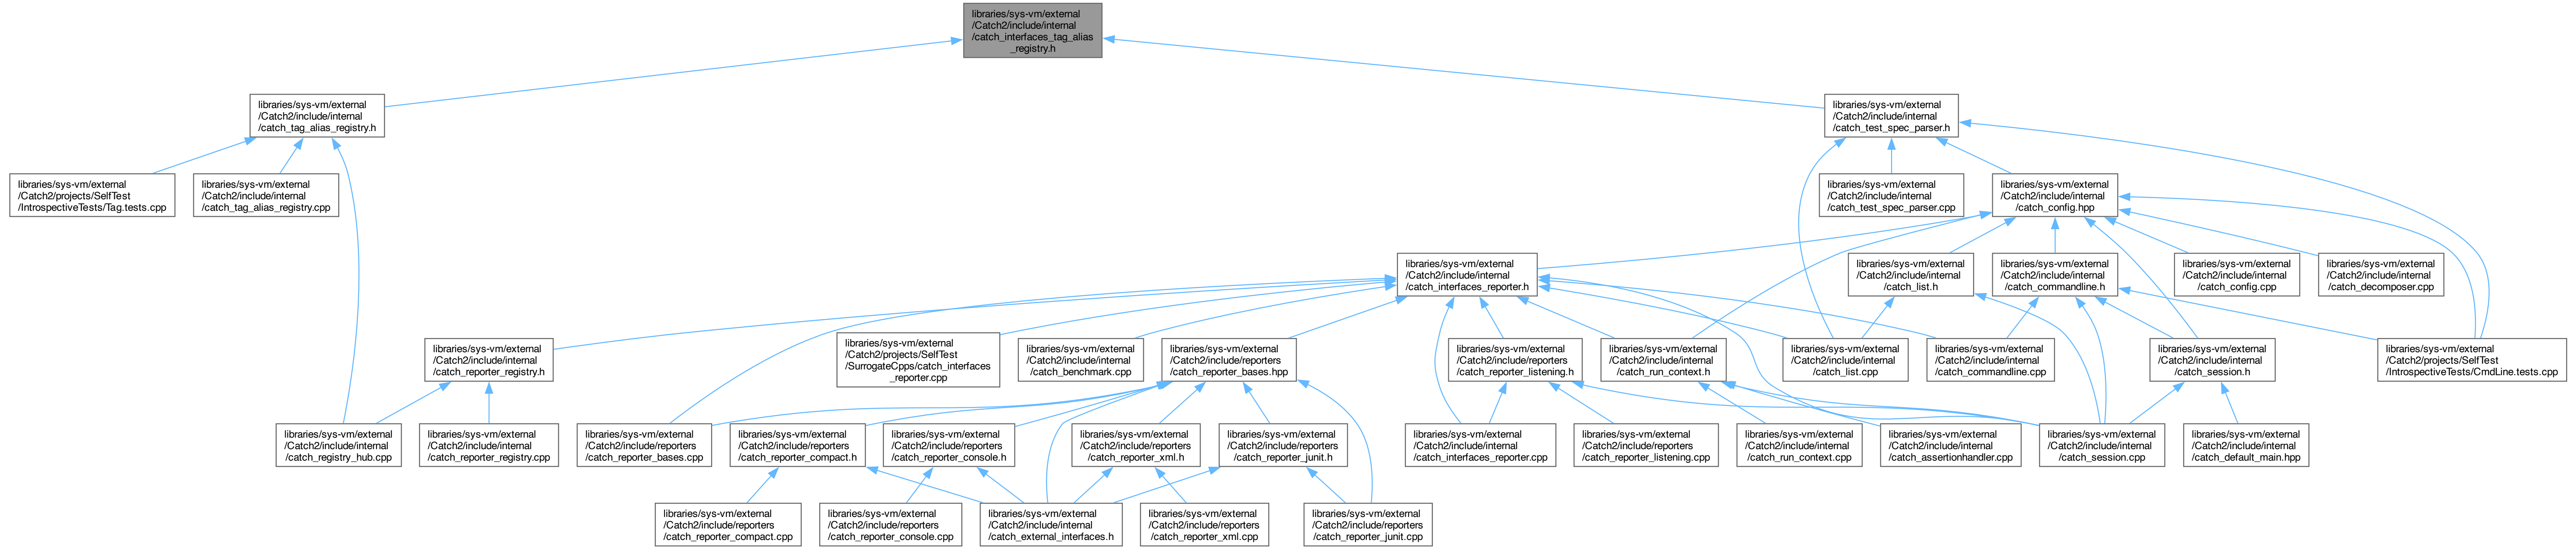 libraries/sys-vm/external
/Catch2/include/internal
/catch_interfaces_tag_alias
_registry.h
libraries/sys-vm/external
/Catch2/include/internal
/catch_tag_alias_registry.h
libraries/sys-vm/external
/Catch2/include/internal
/catch_test_spec_parser.h
libraries/sys-vm/external
/Catch2/projects/SelfTest
/IntrospectiveTests/Tag.tests.cpp
libraries/sys-vm/external
/Catch2/include/internal
/catch_tag_alias_registry.cpp
libraries/sys-vm/external
/Catch2/include/internal
/catch_test_spec_parser.cpp
libraries/sys-vm/external
/Catch2/include/internal
/catch_config.hpp
libraries/sys-vm/external
/Catch2/include/internal
/catch_interfaces_reporter.h
libraries/sys-vm/external
/Catch2/include/internal
/catch_list.h
libraries/sys-vm/external
/Catch2/include/internal
/catch_commandline.h
libraries/sys-vm/external
/Catch2/include/internal
/catch_config.cpp
libraries/sys-vm/external
/Catch2/include/internal
/catch_decomposer.cpp
libraries/sys-vm/external
/Catch2/include/internal
/catch_reporter_registry.h
libraries/sys-vm/external
/Catch2/projects/SelfTest
/SurrogateCpps/catch_interfaces
_reporter.cpp
libraries/sys-vm/external
/Catch2/include/internal
/catch_benchmark.cpp
libraries/sys-vm/external
/Catch2/include/reporters
/catch_reporter_bases.hpp
libraries/sys-vm/external
/Catch2/include/reporters
/catch_reporter_listening.h
libraries/sys-vm/external
/Catch2/include/internal
/catch_run_context.h
libraries/sys-vm/external
/Catch2/include/internal
/catch_list.cpp
libraries/sys-vm/external
/Catch2/include/internal
/catch_commandline.cpp
libraries/sys-vm/external
/Catch2/include/internal
/catch_session.h
libraries/sys-vm/external
/Catch2/projects/SelfTest
/IntrospectiveTests/CmdLine.tests.cpp
libraries/sys-vm/external
/Catch2/include/internal
/catch_registry_hub.cpp
libraries/sys-vm/external
/Catch2/include/internal
/catch_reporter_registry.cpp
libraries/sys-vm/external
/Catch2/include/reporters
/catch_reporter_bases.cpp
libraries/sys-vm/external
/Catch2/include/reporters
/catch_reporter_compact.h
libraries/sys-vm/external
/Catch2/include/reporters
/catch_reporter_console.h
libraries/sys-vm/external
/Catch2/include/reporters
/catch_reporter_xml.h
libraries/sys-vm/external
/Catch2/include/reporters
/catch_reporter_junit.h
libraries/sys-vm/external
/Catch2/include/internal
/catch_interfaces_reporter.cpp
libraries/sys-vm/external
/Catch2/include/reporters
/catch_reporter_listening.cpp
libraries/sys-vm/external
/Catch2/include/internal
/catch_run_context.cpp
libraries/sys-vm/external
/Catch2/include/internal
/catch_assertionhandler.cpp
libraries/sys-vm/external
/Catch2/include/internal
/catch_session.cpp
libraries/sys-vm/external
/Catch2/include/internal
/catch_default_main.hpp
libraries/sys-vm/external
/Catch2/include/reporters
/catch_reporter_compact.cpp
libraries/sys-vm/external
/Catch2/include/reporters
/catch_reporter_console.cpp
libraries/sys-vm/external
/Catch2/include/internal
/catch_external_interfaces.h
libraries/sys-vm/external
/Catch2/include/reporters
/catch_reporter_xml.cpp
libraries/sys-vm/external
/Catch2/include/reporters
/catch_reporter_junit.cpp